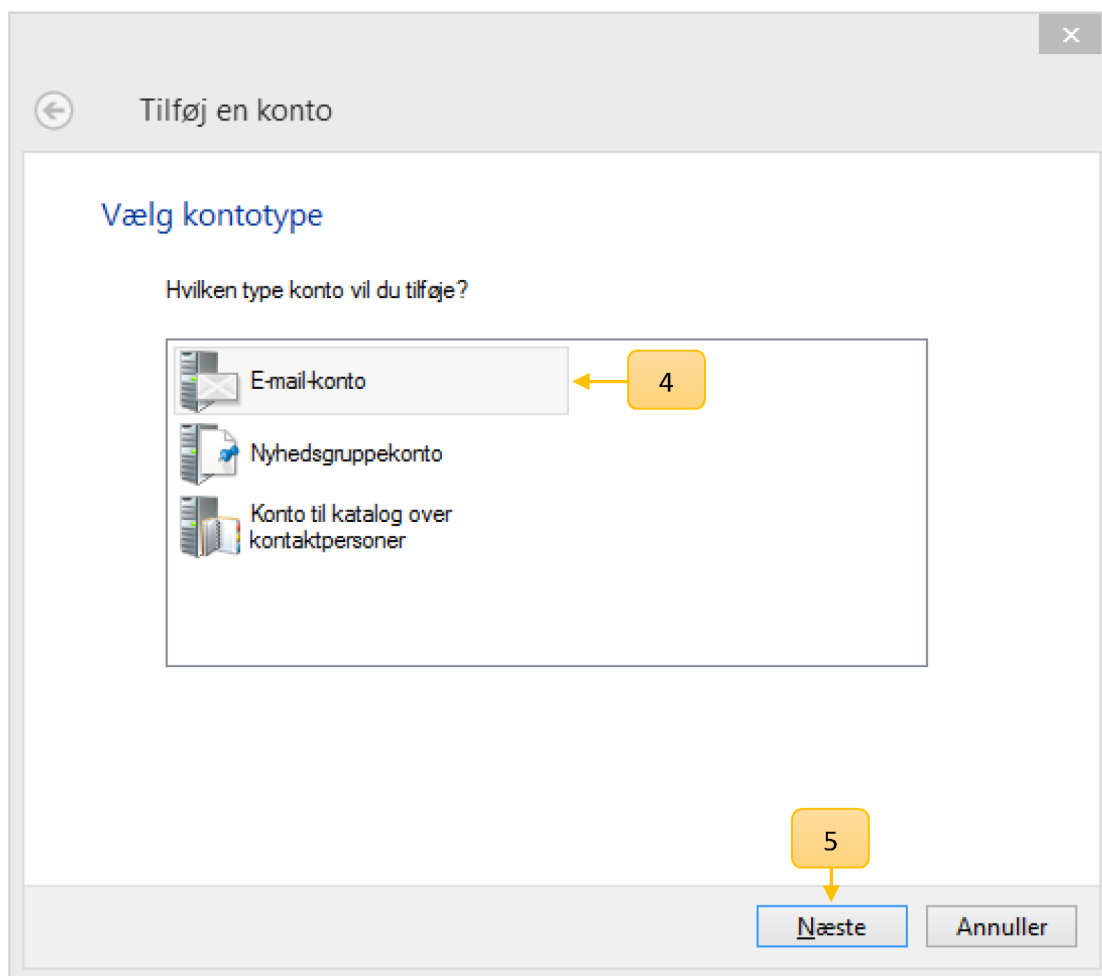 Tilføj en konto
Vælg kontotype
Hvilken type konto vil du tilføje?
E-mail-konto
4
Nyhedsgruppekonto
Konto til katalog over
kontaktpersoner
5
Næste
Annuller